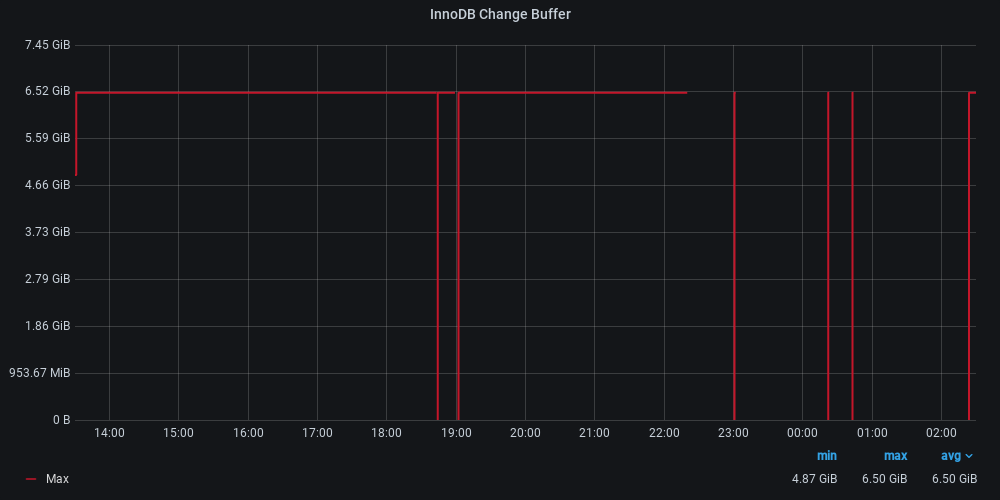 InnoDB Change Buffer
7.45 GiB
6.52 GiB
5.59 GiB
4.66 GiB
3.73 GiB
2.79 GiB
1.86 GiB
953.67 MiB
0 B
14:00 15:00 16:00 17:00 18:00 19:00 20:00 21:00 22:00 23:00 00:00 01:00 02:00
min max avg
Max 4.87 GiB 6.50 GiB 6.50 GiB